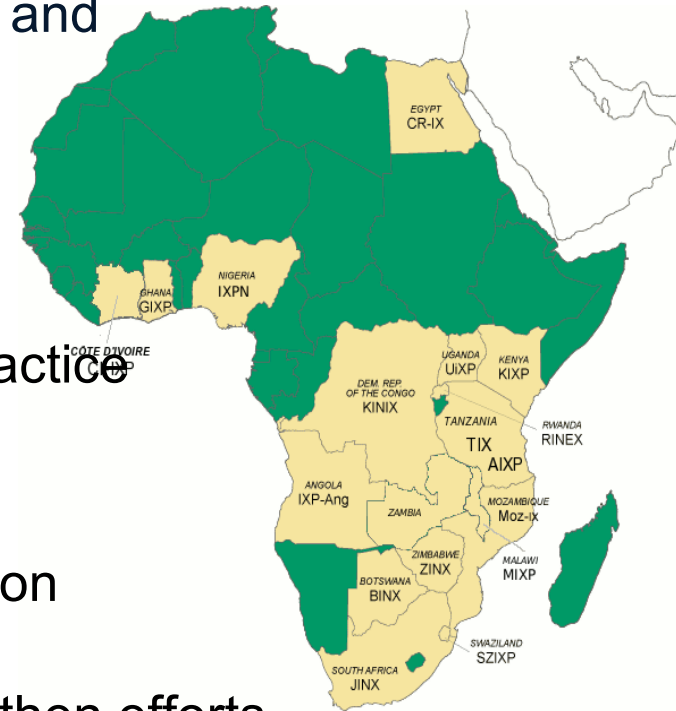 and
EGYPT
CR-IX
NIGERIA
IXPN
GHANA
GIXP
CÔTE D'IVOIRE
actice
UGANDA
UiXP
KENYA
KIXP
DEM. REP.
OF THE CONGO
KINIX
RWANDA
RINEX
TANZANIA
TIX
AIXP
ANGOLA
IXP-Ang
ZAMBIA
MOZAMBIQUE
Moz-ix
MALAWI
MIXP
ZIMBABWE
ZINX
BOTSWANA
BINX
on
SWAZILAND
SZIXP
SOUTH AFRICA
JINX
then efforts